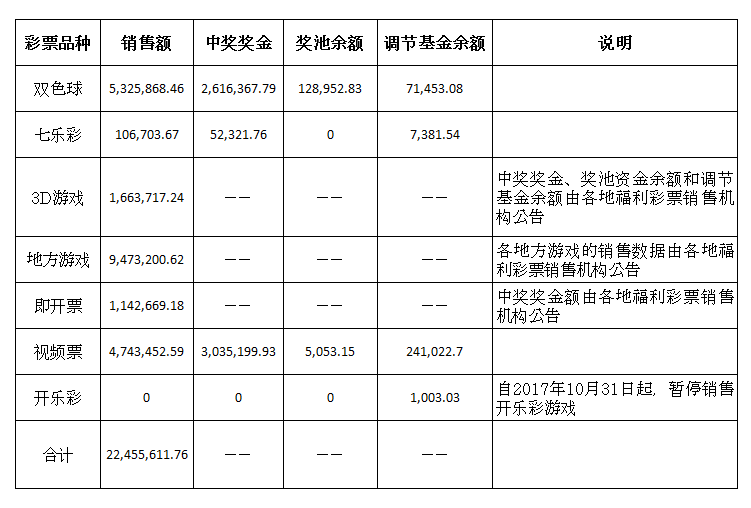 彩票品种 销售额 中奖奖金 奖池余额 调节基金余额 说明
双色球 5,325,868.46 2,616,367.79 128,952.83 71,453.08
七乐彩 106,703.67 52,321.76 0 7,381.54
3D游戏 1,663,717.24 —— —— —— 中奖奖金、奖池资金余额和调节
基金余额由各地福利彩票销售机
构公告
地方游戏 9,473,200.62 —— —— —— 各地方游戏的销售数据由各地福
利彩票销售机构公告
即开票 1,142,669.18 —— —— —— 中奖奖金额由各地福利彩票销售
机构公告
视频票 4,743,452.59 3,035,199.93 5,053.15 241,022.7
开乐彩 0 0 0 1,003.03 自2017年10月31日起, 暂停销售
开乐彩游戏
合计 22,455,611.76 —— —— ——